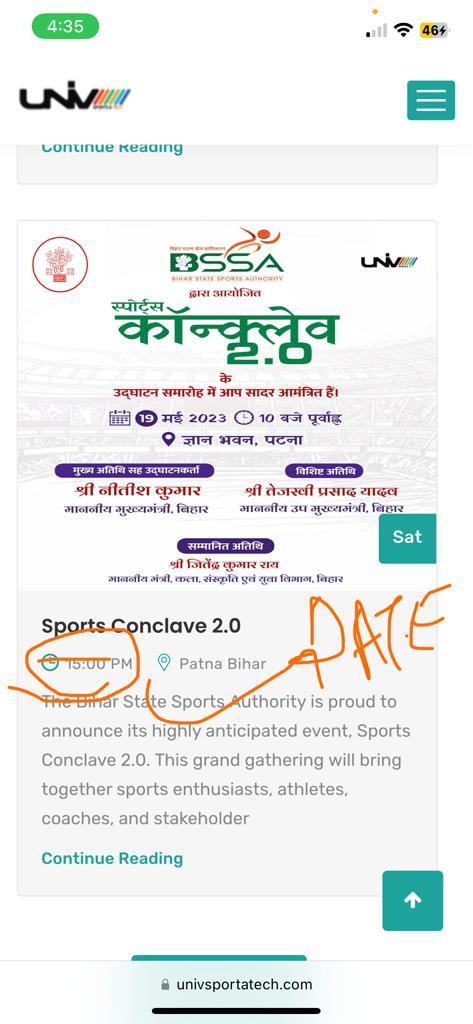 4:35
46
UNIV
Continue Reading
बिहार राज्य खेल प्राधिकरण
BSSA
BIHAR STATE SPORTS AUTHORITY
UNIV
द्वारा आयोजित
स्पोर्ट्स
कॉन्क्लेव
2.0
के
उद्घाटन समारोह में आप सादर आमंत्रित हैं।
19 मई 2023 10 बजे पूर्वाह्न
ज्ञान भवन, पटना
मुख्य अतिथि सह उद्घाटनकर्ता
विशिष्ट अतिथि
श्री नीतीश कुमार
श्री तेजस्वी प्रसाद यादव
माननीय मुख्यमंत्री, बिहार
माननीय उप मुख्यमंत्री, बिहार
Sat
सम्मानित अतिथि
श्री जितेंद्र कुमार राय
माननीय मंत्री, कला, संस्कृति एवं युवा विभाग, बिहार
Sports Conclave 2.0
DATE
15:00 PM Patna Bihar
The Bihar State Sports Authority is proud to
announce its highly anticipated event, Sports
Conclave 2.0. This grand gathering will bring
together sports enthusiasts, athletes,
coaches, and stakeholder
Continue Reading
univsportatech.com